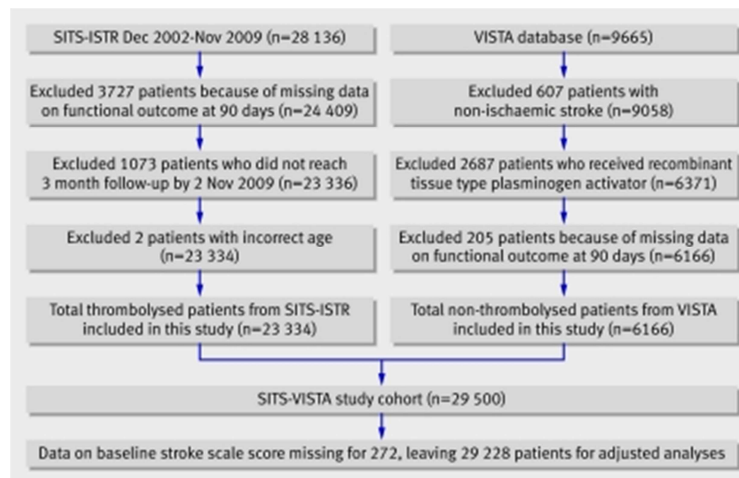 SITS-ISTR Dec 2002-Nov 2009 (n=28 136)
Excluded 3727 patients because of missing data
on functional outcome at 90 days (n=24 409)
Excluded 1073 patients who did not reach
3 month follow-up by 2 Nov 2009 (n=23 336)
Excluded 2 patients with incorrect age
(n=23 334)
Total thrombolysed patients from SITS-ISTR
included in this study (n=23 334)
VISTA database (n=9665)
Excluded 607 patients with
non-ischaemic stroke (n=9058)
Excluded 2687 patients who received recombinant
tissue type plasminogen activator (n=6371)
Excluded 205 patients because of missing data
on functional outcome at 90 days (n=6166)
Total non-thrombolysed patients from VISTA
included in this study (n=6166)
SITS-VISTA study cohort (n=29 500)
Data on baseline stroke scale score missing for 272, leaving 29 228 patients for adjusted analyses